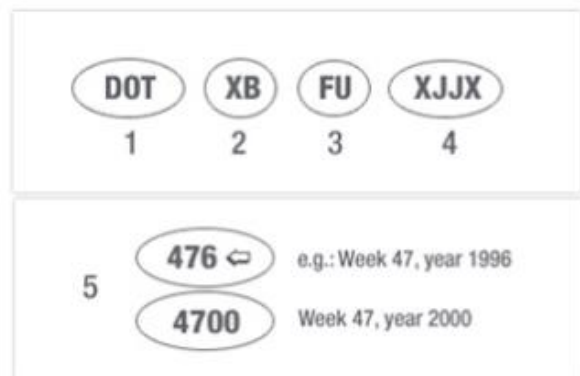 DOT XB FU XJJX
1 2 3 4
476 ⇦ e.g.: Week 47, year 1996
5
4700 Week 47, year 2000